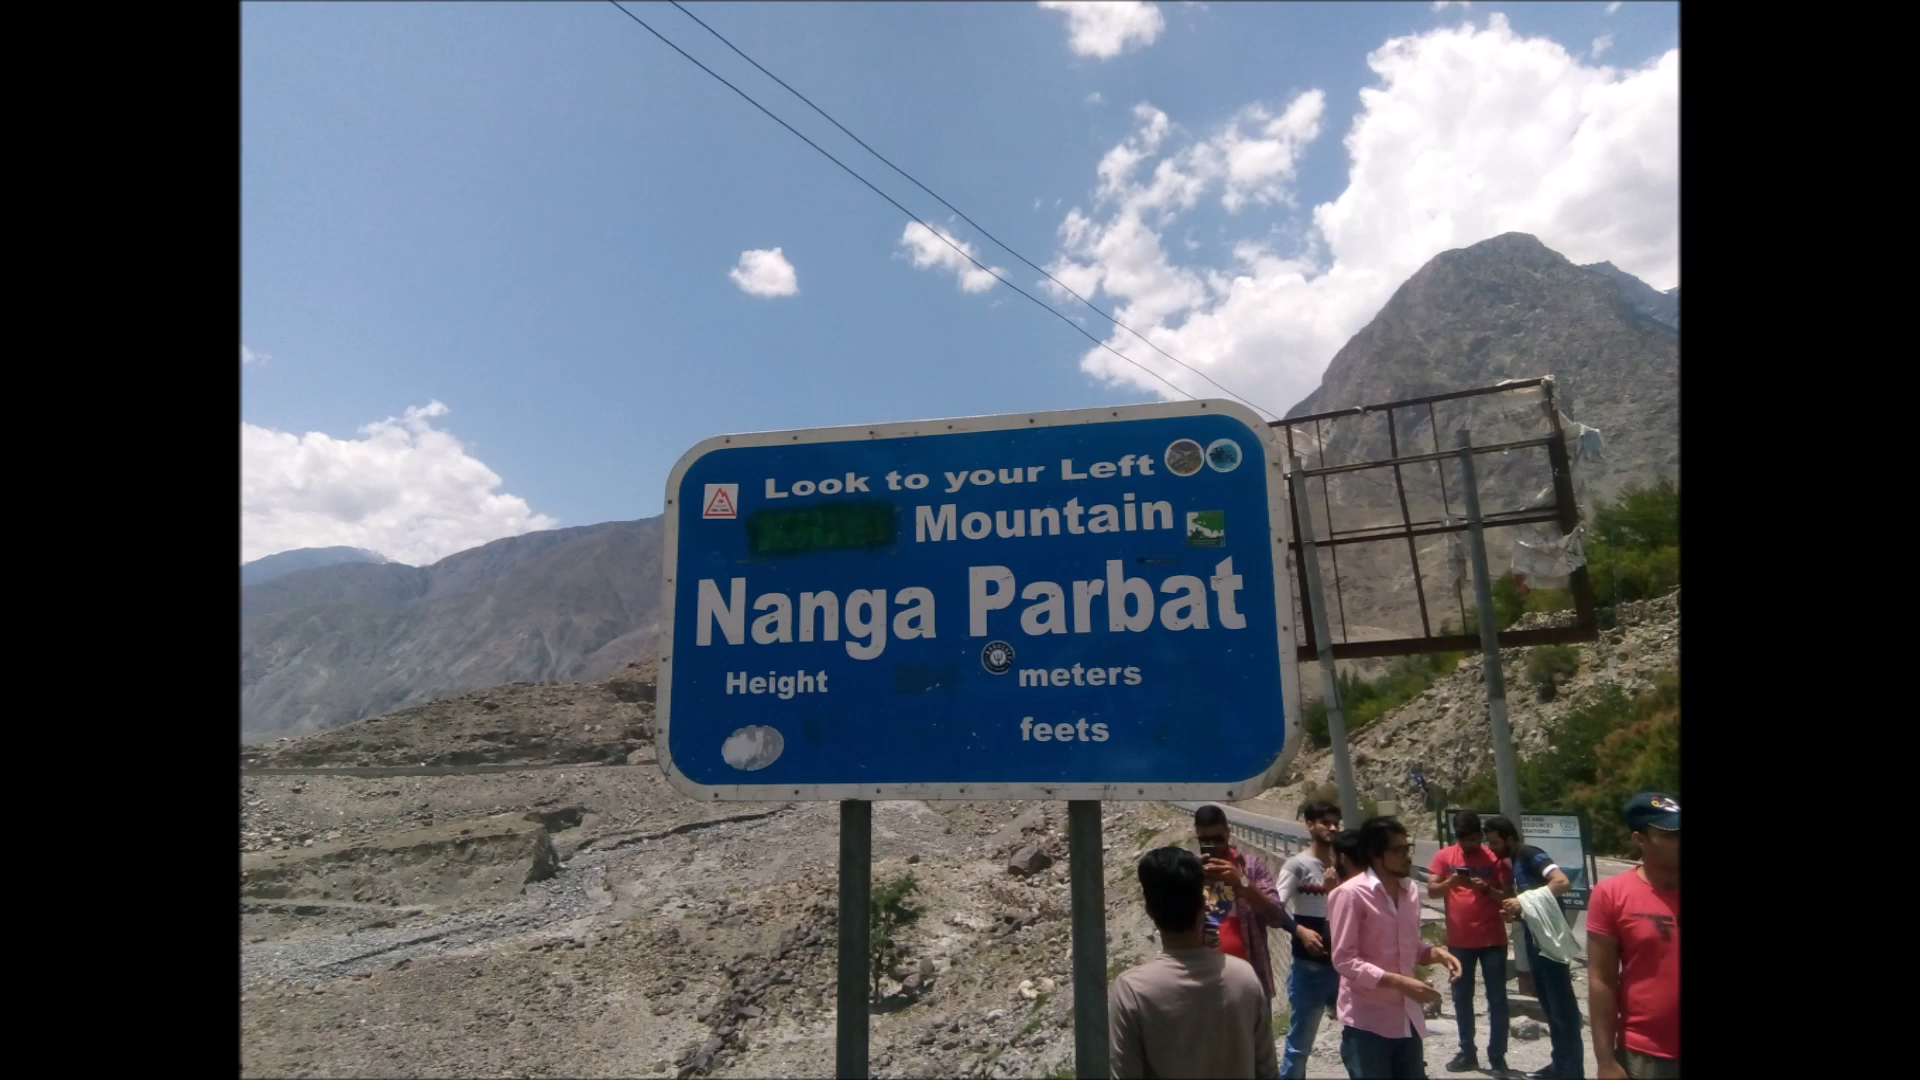 Look to your Left
Mountain
Nanga Parbat
Height meters
feets